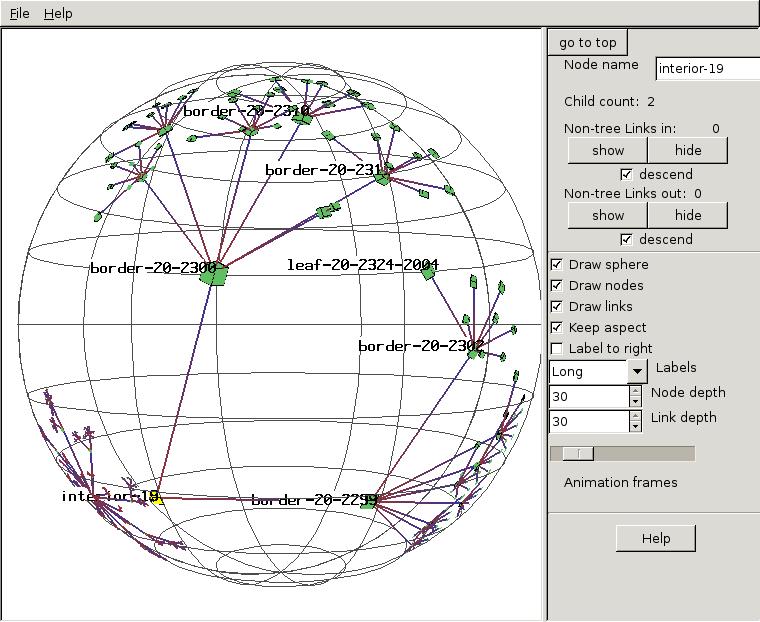 File Help
border-20-2310
border-20-231
border-20-2300
leaf-20-2324-2004
border-20-2302
interior-19
border-20-2299
go to top
Node name interior-19
Child count: 2
Non-tree Links in: 0
show hide
descend
Non-tree Links out: 0
show hide
descend
Draw sphere
Draw nodes
Draw links
Keep aspect
Label to right
Long Labels
30 Node depth
30 Link depth
Animation frames
Help